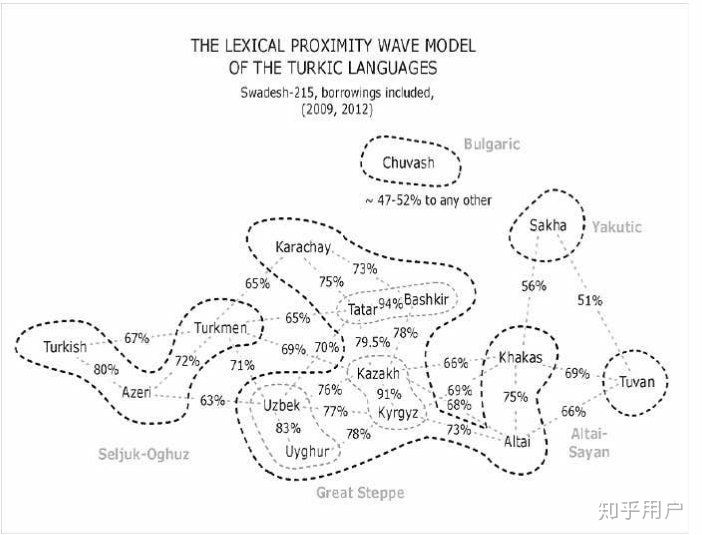 THE LEXICAL PROXIMITY WAVE MODEL
OF THE TURKIC LANGUAGES
Swadesh-215, borrowings included,
(2009, 2012)
Bulgaric
Chuvash
~ 47-52% to any other
Sakha
Yakutic
Karachay
73%
75%
65%
56%
51%
Tatar 94% Bashkir
Turkmen
65%
78%
67%
Turkish
79.5%
70%
69%
72%
71%
80%
Khakas
66%
Kazakh
69%
Tuvan
Azeri
76%
91%
69%
75%
63%
Uzbek
77%
Kyrgyz
68%
66%
83%
78%
73%
Altai
Uyghur
Altai-
Sayan
Seljuk-Oghuz
Great Steppe
知乎用户